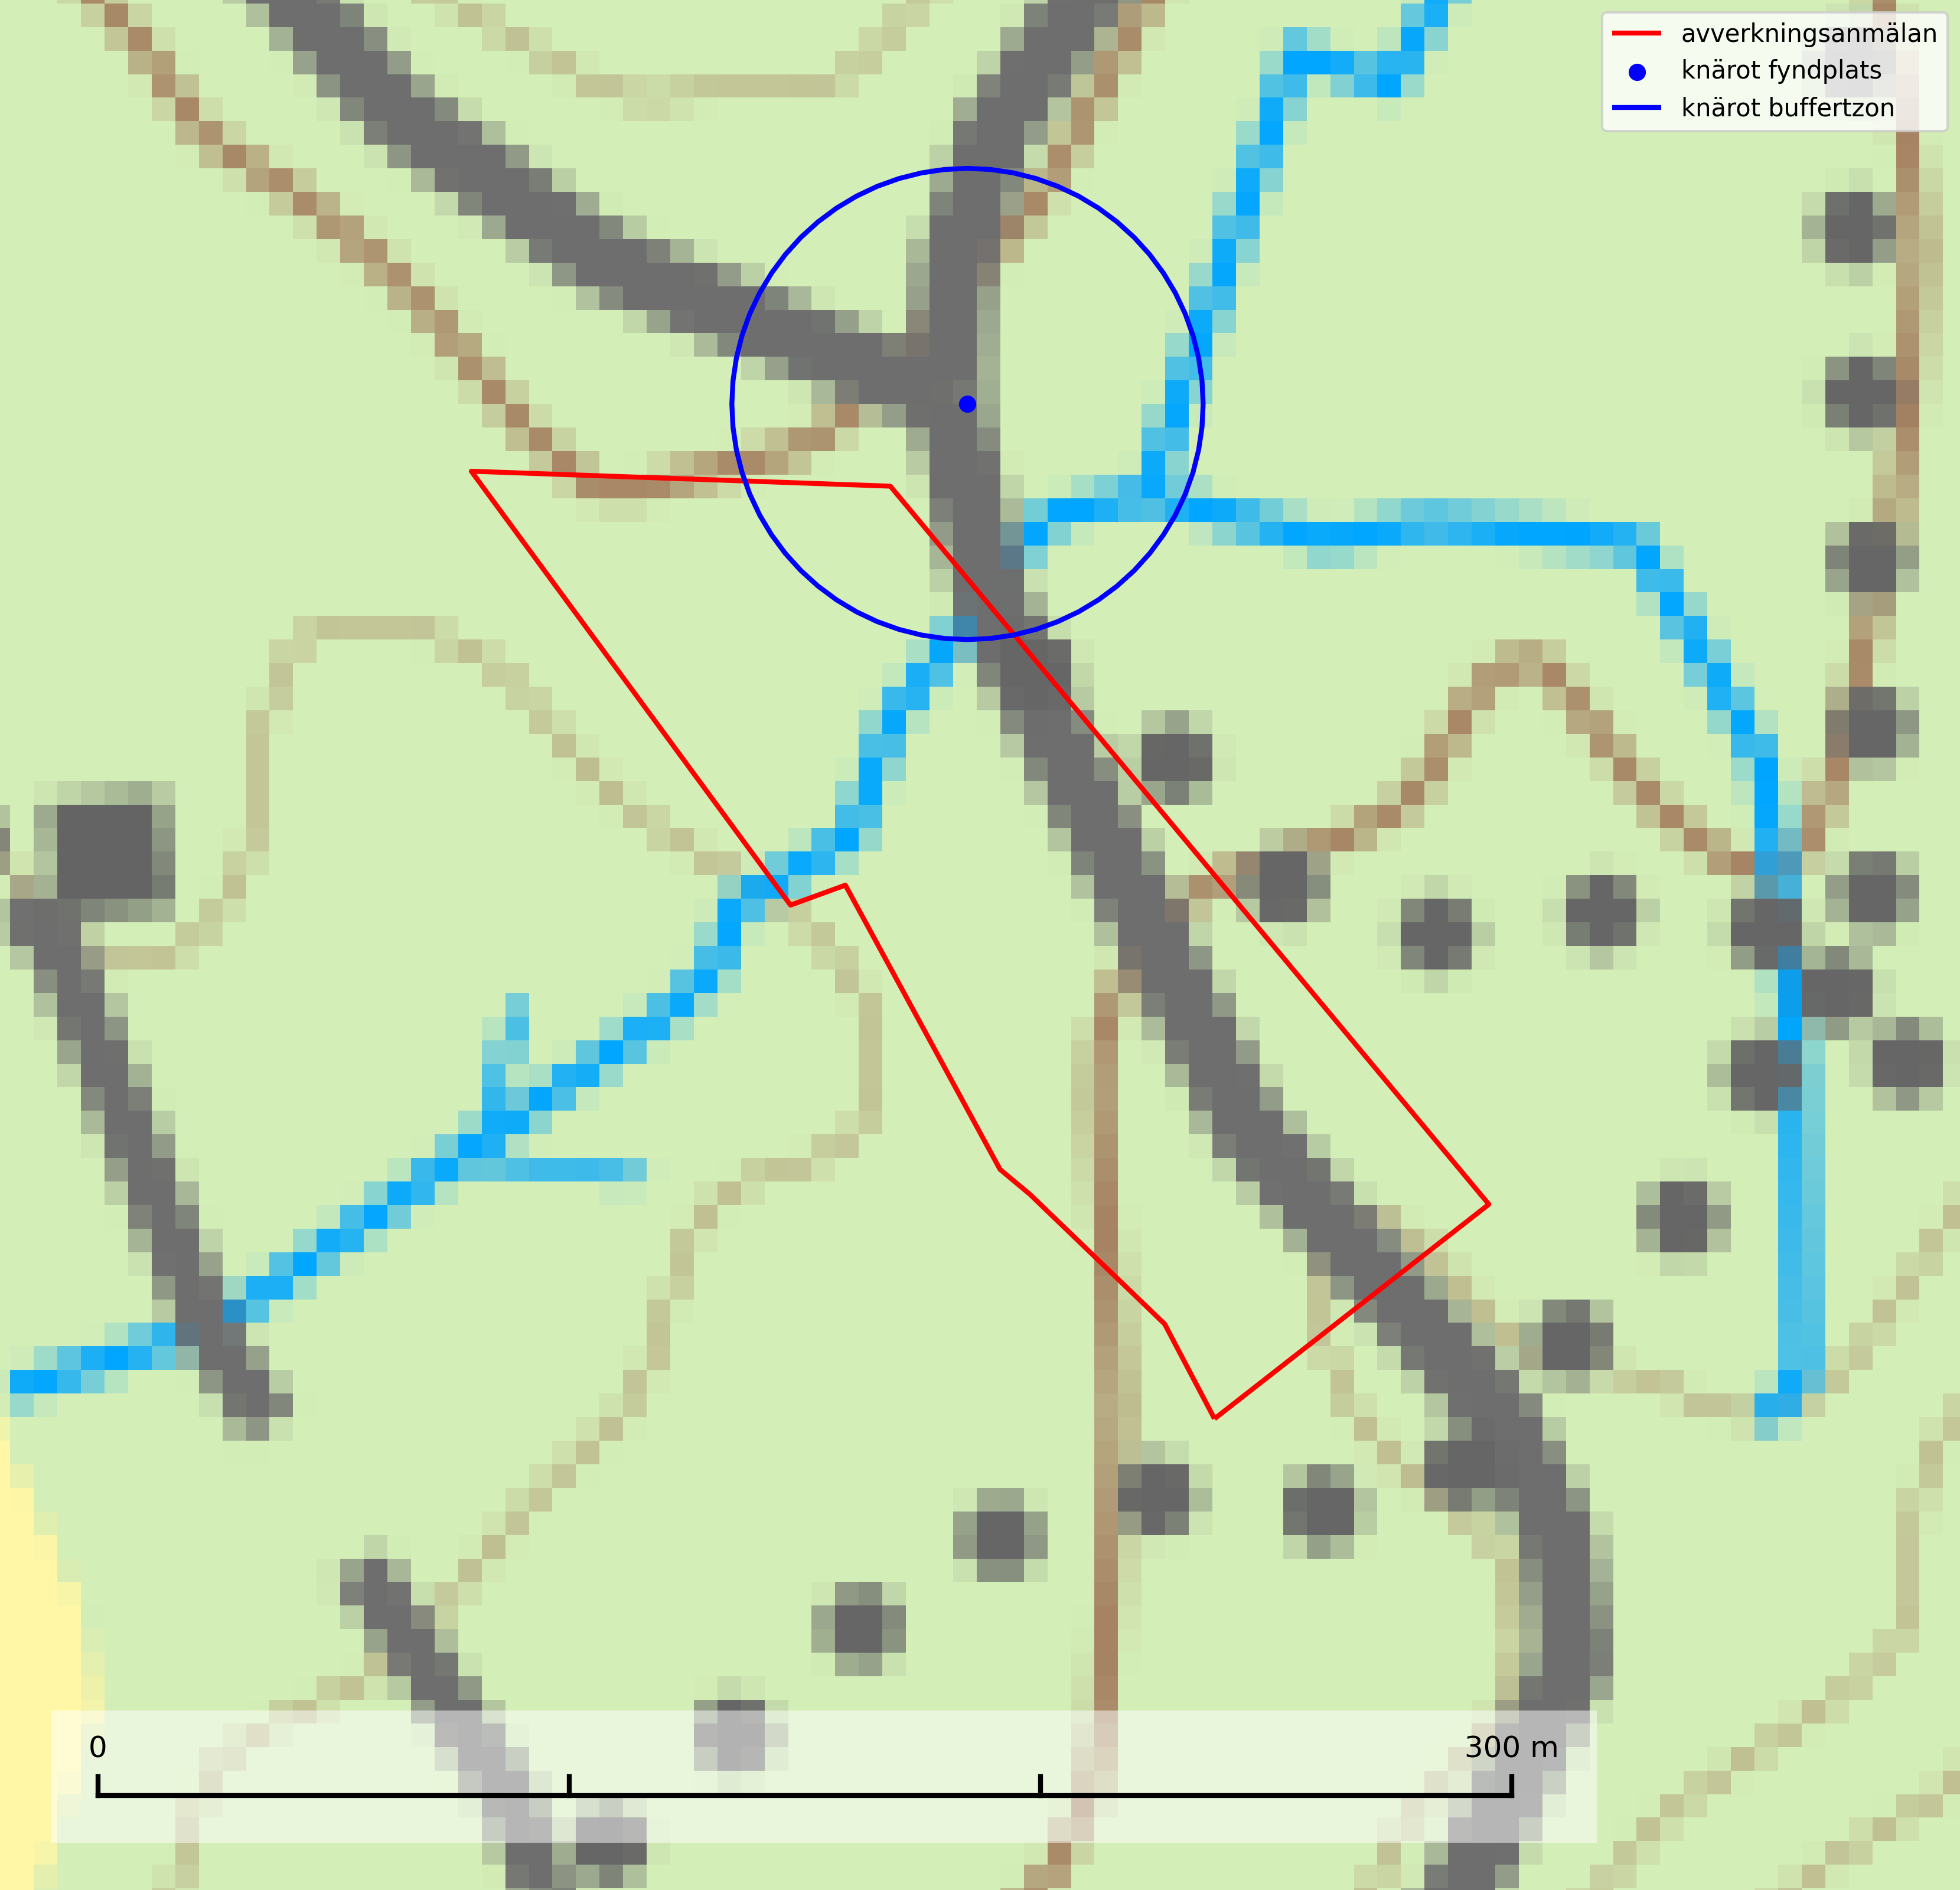 avverkningsanmälan
knärot fyndplats
knärot buffertzon
0 300 m